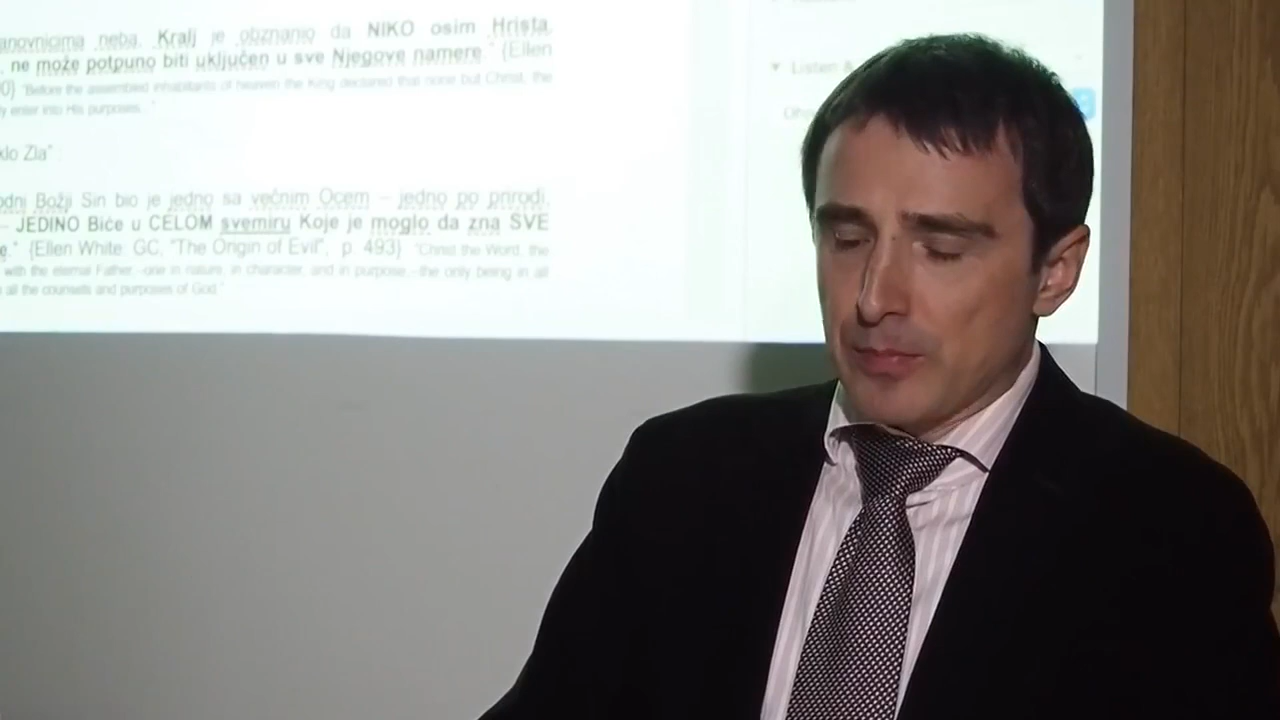 anovnicima neba, Kralj je obznanio da NIKO osim Hrista,
ne može potpuno biti uključen u sve Njegove namere." {Ellen
0} "Before the assembled inhabitants of heaven the King declared that none but Christ, the
y enter into His purposes..."
klo Zla"
odni Božji Sin bio je jedno sa večnim Ocem – jedno po prirodi,
– JEDINO Biće u CELOM svemiru Koje je moglo da zna SVE
e." {Ellen White: GC, "The Origin of Evil", p. 493} "Christ the Word, the
with the eternal Father,-one in nature, in character, and in purpose,-the only being in all
all the counsels and purposes of God."
Listen &